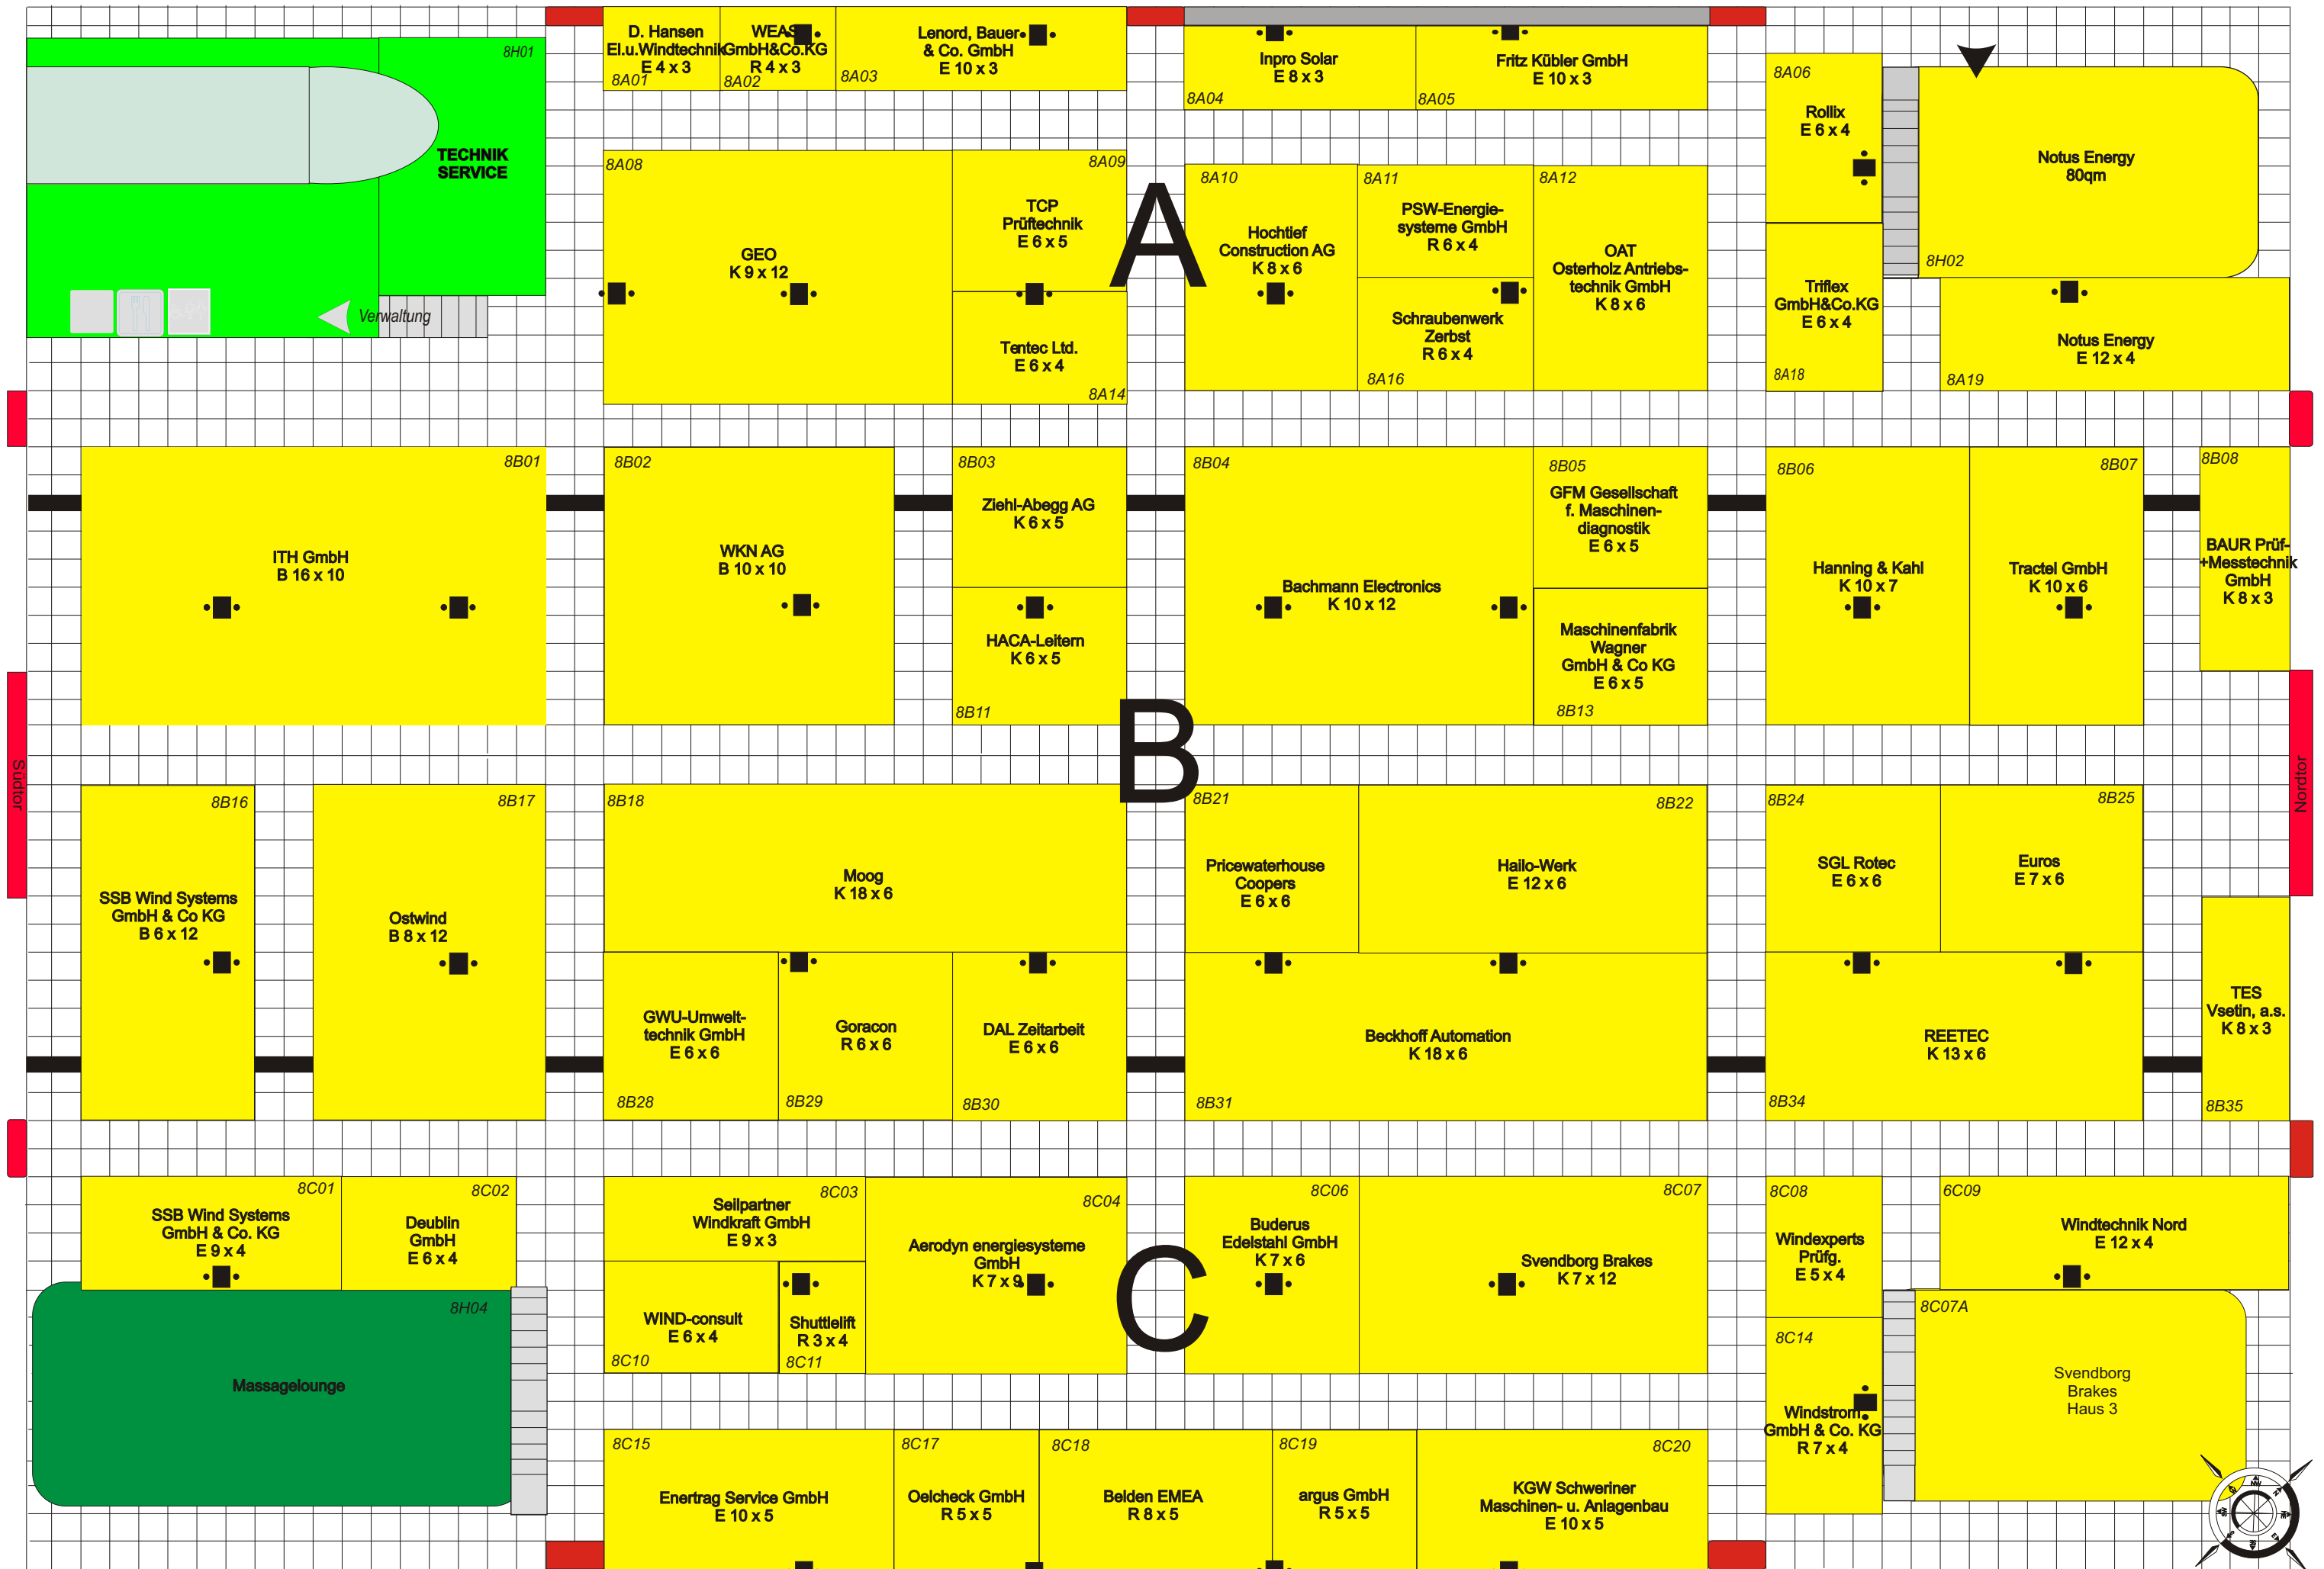 8H01
TECHNIK
SERVICE
Verwaltung
D. Hansen
El.u.Windtechnik
E 4 x 3
8A01
WEAS
GmbH&Co.KG
R 4 x 3
8A02
Lenord, Bauer
& Co. GmbH
E 10 x 3
8A03
Inpro Solar
E 8 x 3
8A04
Fritz Kübler GmbH
E 10 x 3
8A05
8A06
Rollix
E 6 x 4
Notus Energy
80qm
8H02
8A08
GEO
K 9 x 12
8A09
TCP
Prüftechnik
E 6 x 5
Tentec Ltd.
E 6 x 4
8A14
A
8A10
Hochtief
Construction AG
K 8 x 6
8A11
PSW-Energie-
systeme GmbH
R 6 x 4
Schraubenwerk
Zerbst
R 6 x 4
8A16
8A12
OAT
Osterholz Antriebs-
technik GmbH
K 8 x 6
Triflex
GmbH&Co.KG
E 6 x 4
8A18
Notus Energy
E 12 x 4
8A19
8B01
ITH GmbH
B 16 x 10
8B02
WKN AG
B 10 x 10
8B03
Ziehl-Abegg AG
K 6 x 5
HACA-Leitern
K 6 x 5
8B11
8B04
Bachmann Electronics
K 10 x 12
8B05
GFM Gesellschaft
f. Maschinen-
diagnostik
E 6 x 5
Maschinenfabrik
Wagner
GmbH & Co KG
E 6 x 5
8B13
8B06
Hanning & Kahl
K 10 x 7
8B07
Tractel GmbH
K 10 x 6
8B08
BAUR Prüf-
+Messtechnik
GmbH
K 8 x 3
Südtor
B
Nordtor
8B16
SSB Wind Systems
GmbH & Co KG
B 6 x 12
8B17
Ostwind
B 8 x 12
8B18
Moog
K 18 x 6
8B21
Pricewaterhouse
Coopers
E 6 x 6
8B22
Hailo-Werk
E 12 x 6
8B24
SGL Rotec
E 6 x 6
8B25
Euros
E 7 x 6
GWU-Umwelt-
technik GmbH
E 6 x 6
8B28
Goracon
R 6 x 6
8B29
DAL Zeitarbeit
E 6 x 6
8B30
Beckhoff Automation
K 18 x 6
8B31
REETEC
K 13 x 6
8B34
TES
Vsetin, a.s.
K 8 x 3
8B35
8C01
SSB Wind Systems
GmbH & Co. KG
E 9 x 4
8C02
Deublin
GmbH
E 6 x 4
8H04
Massagelounge
8C03
Seilpartner
Windkraft GmbH
E 9 x 3
8C04
Aerodyn energiesysteme
GmbH
K 7 x 9
WIND-consult
E 6 x 4
8C10
Shuttlelift
R 3 x 4
8C11
C
8C06
Buderus
Edelstahl GmbH
K 7 x 6
8C07
Svendborg Brakes
K 7 x 12
8C08
Windexperts
Prüfg.
E 5 x 4
6C09
Windtechnik Nord
E 12 x 4
8C07A
Svendborg
Brakes
Haus 3
8C14
Windstrom
GmbH & Co. KG
R 7 x 4
8C15
Enertrag Service GmbH
E 10 x 5
8C17
Oelcheck GmbH
R 5 x 5
8C18
Belden EMEA
R 8 x 5
8C19
argus GmbH
R 5 x 5
8C20
KGW Schweriner
Maschinen- u. Anlagenbau
E 10 x 5